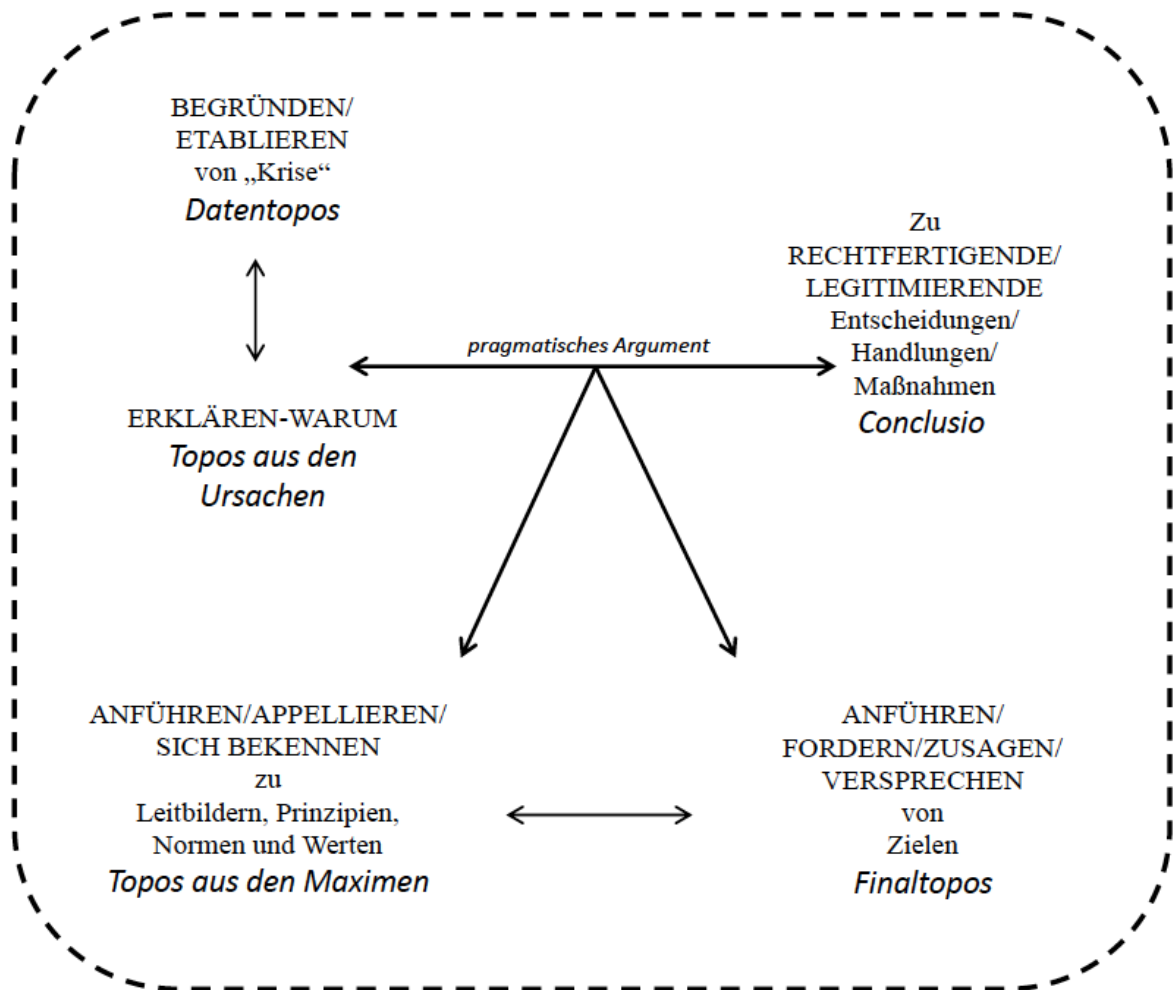 BEGRÜNDEN/
ETABLIEREN
von „Krise“
Datentopos
Zu
RECHTFERTIGENDE/
LEGITIMIERENDE
Entscheidungen/
Handlungen/
Maßnahmen
Conclusio
pragmatisches Argument
ERKLÄREN-WARUM
Topos aus den
Ursachen
ANFÜHREN/APPELLIEREN/
SICH BEKENNEN
zu
Leitbildern, Prinzipien,
Normen und Werten
Topos aus den Maximen
ANFÜHREN/
FORDERN/ZUSAGEN/
VERSPRECHEN
von
Zielen
Finaltopos